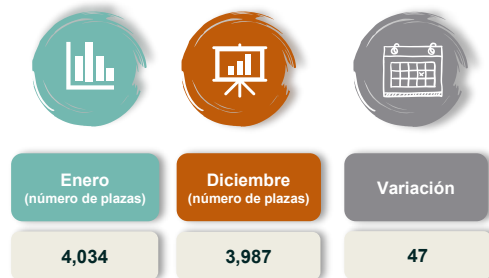 Enero
(número de plazas)
Diciembre
(número de plazas)
Variación
4,034
3,987
47